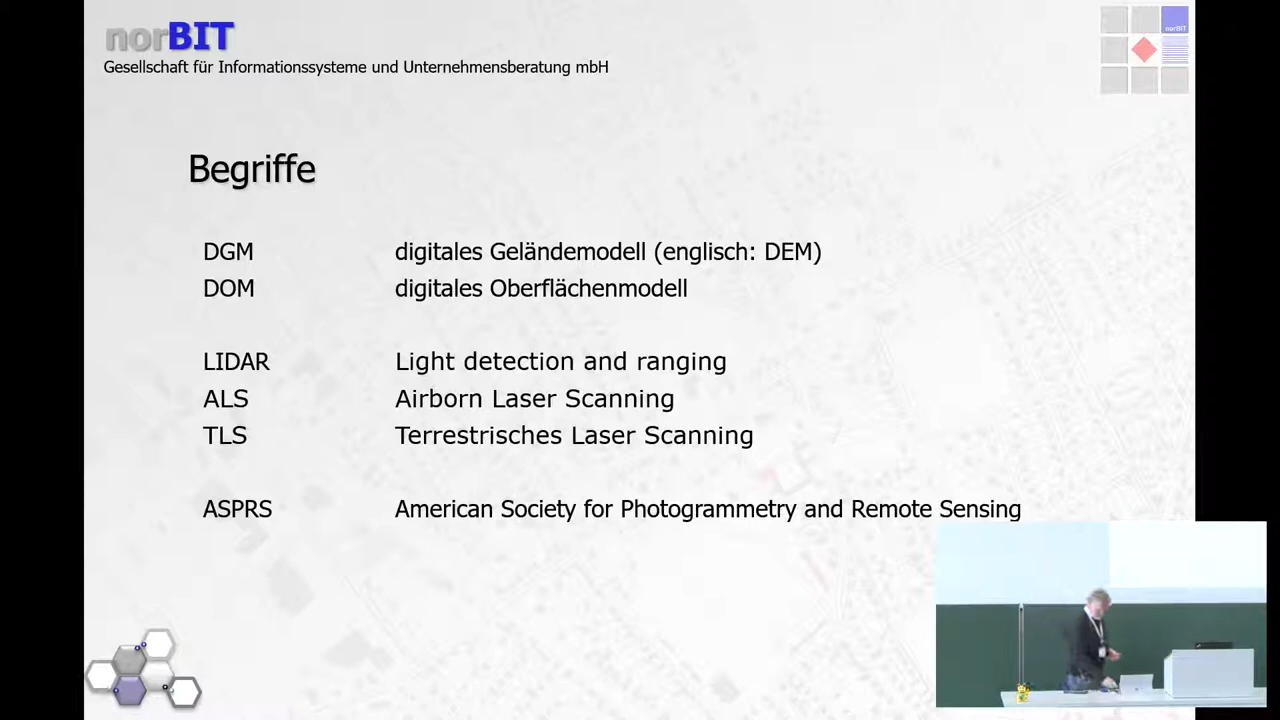 norBIT
Gesellschaft für Informationssysteme und Unternehmensberatung mbH
norBIT
Begriffe
DGM digitales Geländemodell (englisch: DEM)
DOM digitales Oberflächenmodell
LIDAR Light detection and ranging
ALS Airborn Laser Scanning
TLS Terrestrisches Laser Scanning
ASPRS American Society for Photogrammetry and Remote Sensing